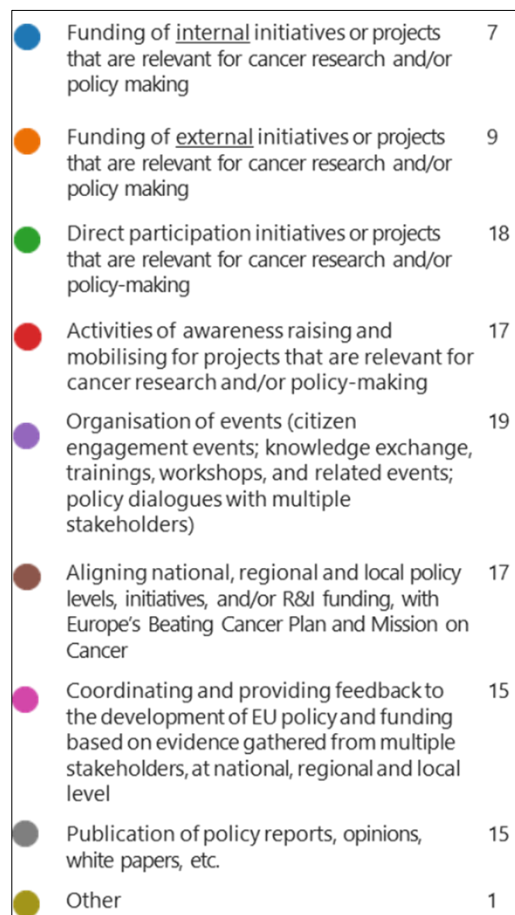 Funding of internal initiatives or projects 7
that are relevant for cancer research and/or
policy making
Funding of external initiatives or projects 9
that are relevant for cancer research and/or
policy making
Direct participation initiatives or projects 18
that are relevant for cancer research and/or
policy-making
Activities of awareness raising and 17
mobilising for projects that are relevant for
cancer research and/or policy-making
Organisation of events (citizen 19
engagement events; knowledge exchange,
trainings, workshops, and related events;
policy dialogues with multiple
stakeholders)
Aligning national, regional and local policy 17
levels, initiatives, and/or R&I funding, with
Europe's Beating Cancer Plan and Mission on
Cancer
Coordinating and providing feedback to 15
the development of EU policy and funding
based on evidence gathered from multiple
stakeholders, at national, regional and local
level
Publication of policy reports, opinions, 15
white papers, etc.
Other 1